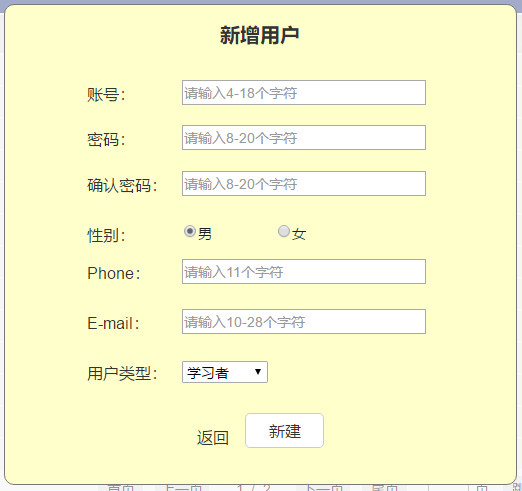 新增用户
账号： 请输入4-18个字符
密码： 请输入8-20个字符
确认密码： 请输入8-20个字符
性别： 男 女
Phone： 请输入11个字符
E-mail： 请输入10-28个字符
用户类型： 学习者
返回 新建